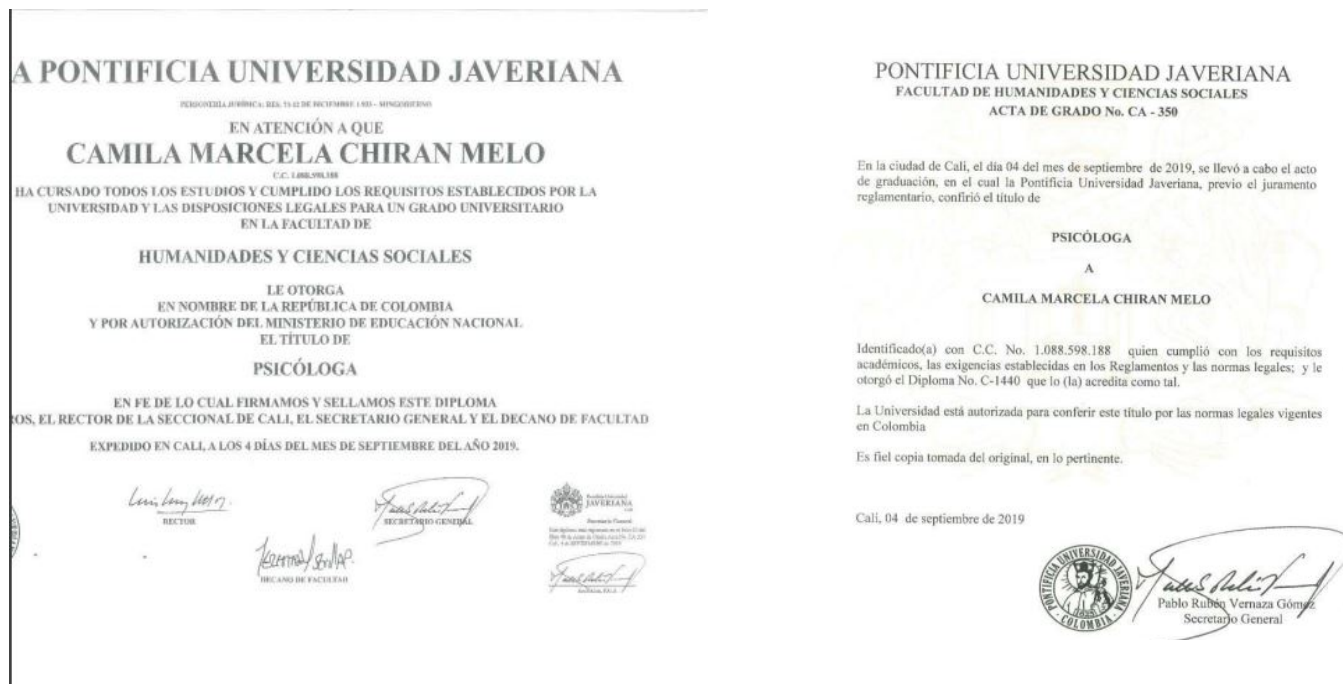 A PONTIFICIA UNIVERSIDAD JAVERIANA
EN ATENCIÓN A QUE
CAMILA MARCELA CHIRAN MELO
C.C. 1.088.598.188
HA CURSADO TODOS LOS ESTUDIOS Y CUMPLIDO LOS REQUISITOS ESTABLECIDOS POR LA
UNIVERSIDAD Y LAS DISPOSICIONES LEGALES PARA UN GRADO UNIVERSITARIO
EN LA FACULTAD DE
HUMANIDADES Y CIENCIAS SOCIALES
LE OTORGA
EN NOMBRE DE LA REPÚBLICA DE COLOMBIA
Y POR AUTORIZACIÓN DEL MINISTERIO DE EDUCACIÓN NACIONAL
EL TÍTULO DE
PSICÓLOGA
EN FE DE LO CUAL FIRMAMOS Y SELLAMOS ESTE DIPLOMA
OS, EL RECTOR DE LA SECCIONAL DE CALI, EL SECRETARIO GENERAL Y EL DECANO DE FACULTAD
EXPEDIDO EN CALI, A LOS 4 DÍAS DEL MES DE SEPTIEMBRE DEL AÑO 2019.
RECTOR
SECRETARIO GENERAL
DECANO DE FACULTAD
JAVERIANA
Secretaría General
PONTIFICIA UNIVERSIDAD JAVERIANA
FACULTAD DE HUMANIDADES Y CIENCIAS SOCIALES
ACTA DE GRADO No. CA - 350
En la ciudad de Cali, el día 04 del mes de septiembre de 2019, se llevó a cabo el acto
de graduación, en el cual la Pontificia Universidad Javeriana, previo el juramento
reglamentario, confirió el título de
PSICÓLOGA
A
CAMILA MARCELA CHIRAN MELO
Identificado(a) con C.C. No. 1.088.598.188 quien cumplió con los requisitos
académicos, las exigencias establecidas en los Reglamentos y las normas legales; y le
otorgó el Diploma No. C-1440 que lo (la) acredita como tal.
La Universidad está autorizada para conferir este título por las normas legales vigentes
en Colombia
Es fiel copia tomada del original, en lo pertinente.
Cali, 04 de septiembre de 2019
PONTIFICIA UNIVERSIDAD JAVERIANA
COLOMBIA
Pablo Rubén Vernaza Gómez
Secretario General